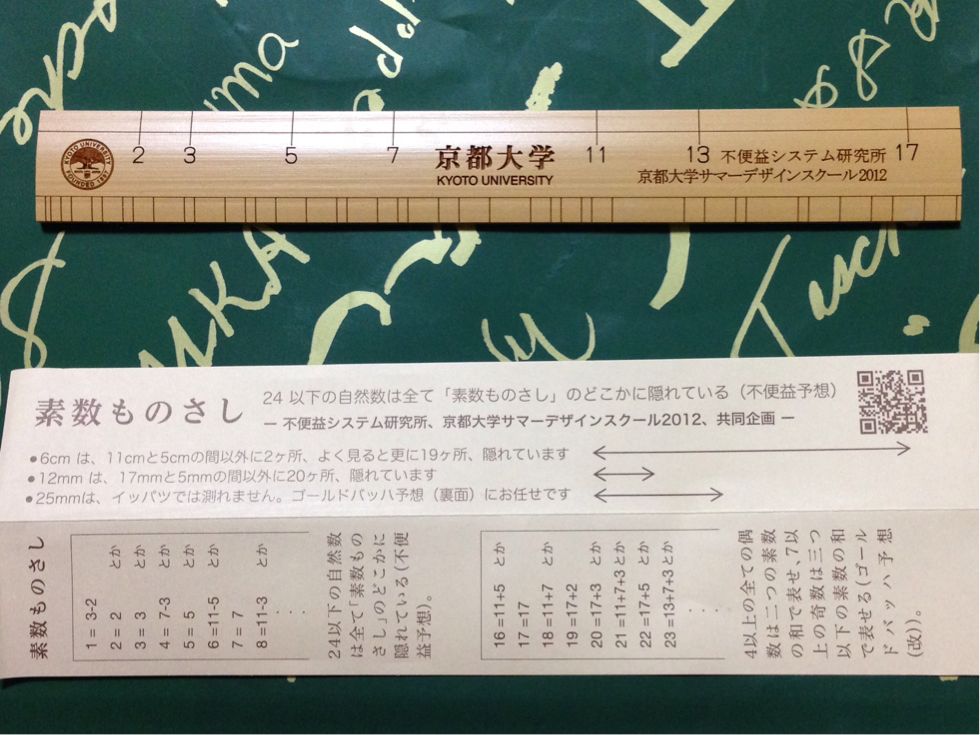 KYOTO UNIVERSITY
FOUNDED 1897
2 3 5 7 11 13 17
京都大学
KYOTO UNIVERSITY
不便益システム研究所
京都大学サマーデザインスクール2012
素数ものさし
24 以下の自然数は全て「素数ものさし」のどこかに隠れている（不便益予想）
― 不便益システム研究所、京都大学サマーデザインスクール2012、共同企画 ―
•6cm は、11cmと5cmの間以外に2ヶ所、よく見ると更に19ヶ所、隠れています
•12mm は、17mmと5mmの間以外に20ヶ所、隠れています
•25mmは、イッパツでは測れません。ゴールドバッハ予想（裏面）にお任せです
素数ものさし
1 = 3-2
2 = 2 とか
3 = 3 とか
4 = 7-3 とか
5 = 5 とか
6 =11-5 とか
7 = 7
8 =11-3 とか
24以下の自然数
は全て「素数もの
さし」のどこかに
隠れている(不便
益予想)。
16 =11+5 とか
17 =17
18 =11+7 とか
19 =17+2
20 =17+3 とか
21 =11+7+3 とか
22 =17+5 とか
23 =13+7+3 とか
4以上の全ての偶
数は二つの素数
の和で表せ、7以
上の奇数は三つ
以下の素数の和
で表せる(ゴール
ドバッハ予想
(改))。